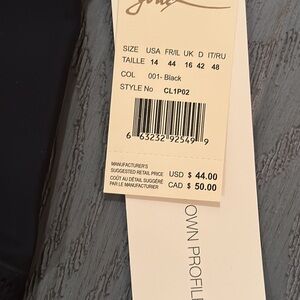 SIZE USA FR/IL UK D IT/RU
TAILLE 14 44 16 42 48
COL 001- Black
STYLE No CL1P02
6 63232 92549 9
MANUFACTURER'S
SUGGESTED RETAIL PRICE USD $ 44.00
COÛT AU DÉTAIL SUGGÉRÉ
PAR LE MANUFACTURIER CAD $ 50.00
OWN PROFIL